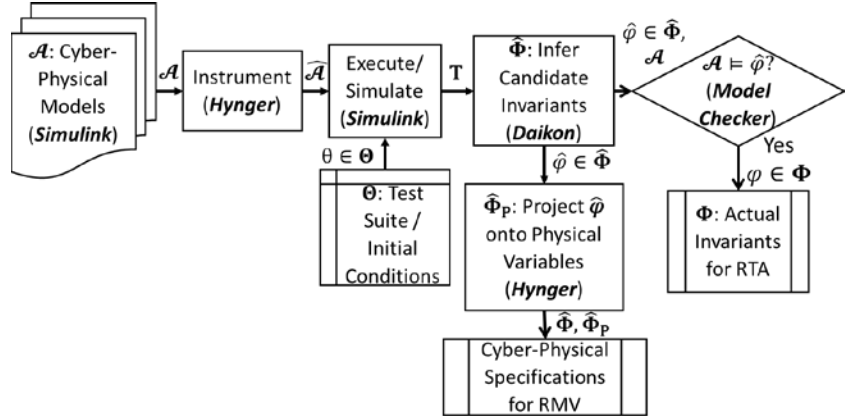 𝓐: Cyber-
Physical
Models
(Simulink)
𝓐
Instrument
(Hynger)
𝓐̂
Execute/
Simulate
(Simulink)
T
Φ̂: Infer
Candidate
Invariants
(Daikon)
φ̂ ∈ Φ̂,
𝓐
𝓐 ⊨ φ̂?
(Model
Checker)
Yes
φ ∈ Φ
Φ: Actual
Invariants
for RTA
θ ∈ Θ
Θ: Test
Suite /
Initial
Conditions
φ̂ ∈ Φ̂
Φ̂P: Project φ̂
onto Physical
Variables
(Hynger)
Φ̂, Φ̂P
Cyber-Physical
Specifications
for RMV